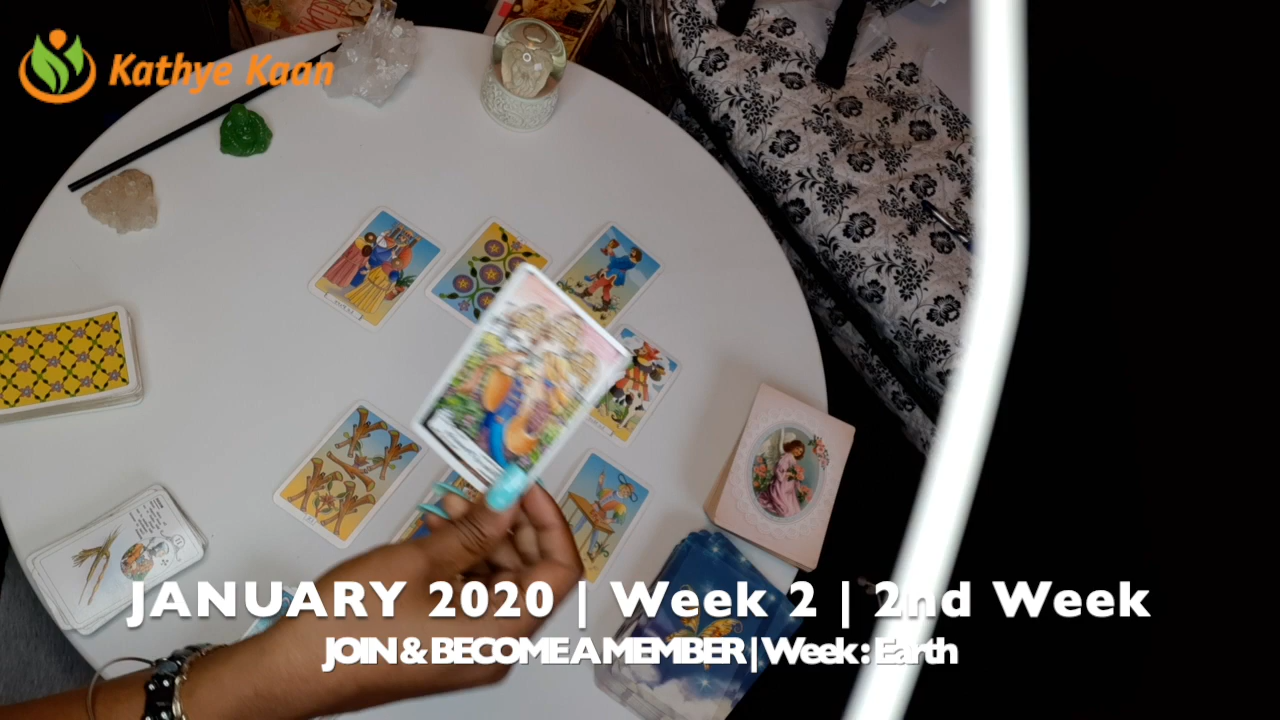 Kathye Kaan
JANUARY 2020 | Week 2 | 2nd Week
JOIN & BECOME A MEMBER | Week : Earth